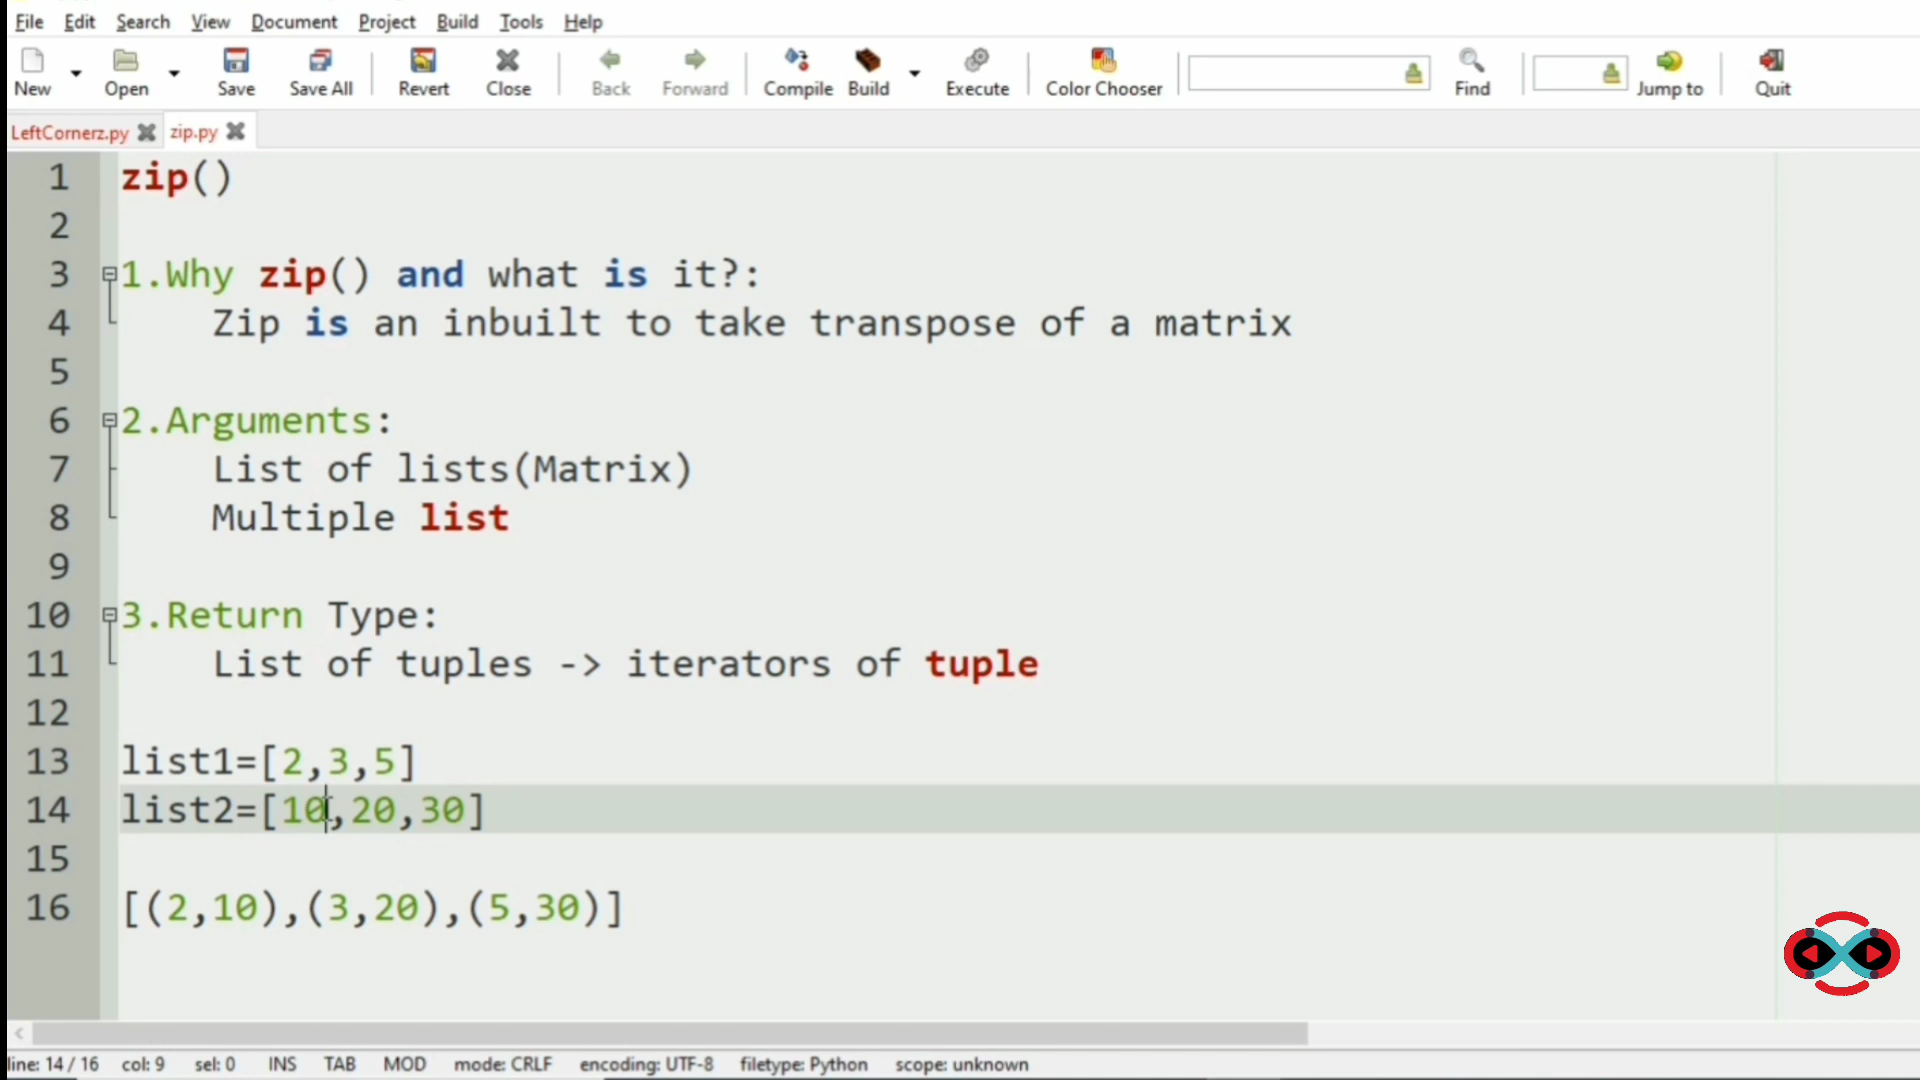 File Edit Search View Document Project Build Tools Help
New Open Save Save All Revert Close Back Forward Compile Build Execute Color Chooser Find Jump to Quit
LeftCornerz.py zip.py
1 zip()
2
3 1.Why zip() and what is it?:
4 Zip is an inbuilt to take transpose of a matrix
5
6 2.Arguments:
7 List of lists(Matrix)
8 Multiple list
9
10 3.Return Type:
11 List of tuples -> iterators of tuple
12
13 list1=[2,3,5]
14 list2=[10,20,30]
15
16 [(2,10),(3,20),(5,30)]
line: 14 / 16 col: 9 sel: 0 INS TAB MOD mode: CRLF encoding: UTF-8 filetype: Python scope: unknown